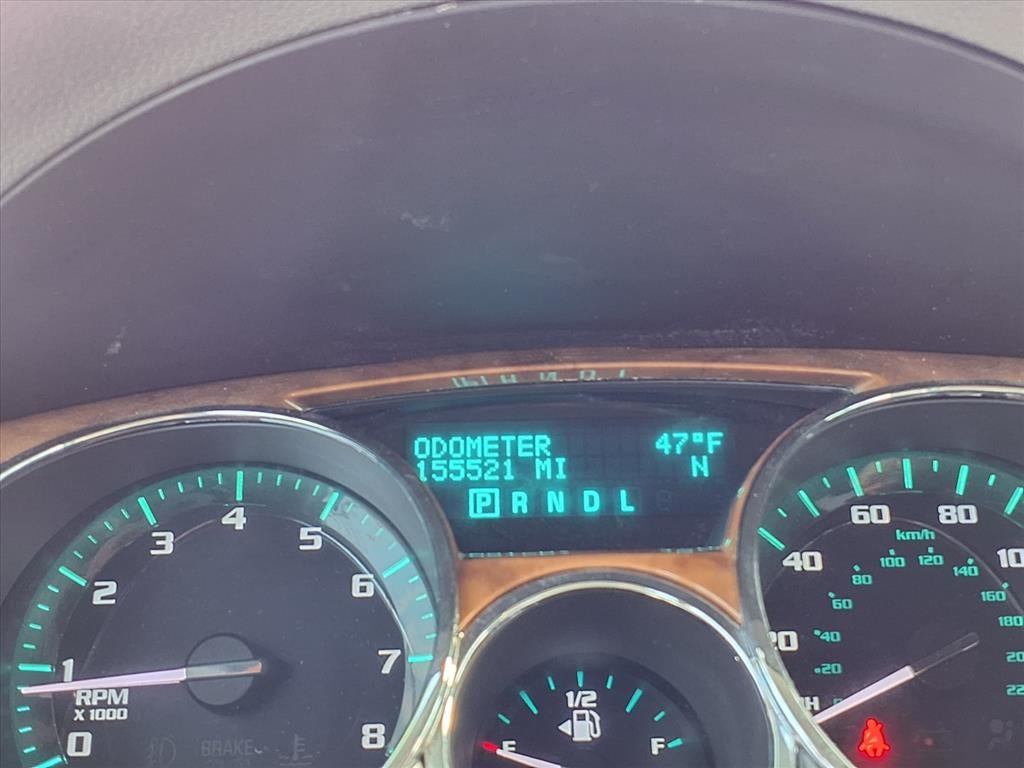 ODOMETER 47°F
155521 MI N
P R N D L
0 1 2 3 4 5 6 7 8
RPM
X 1000
BRAKE
E 1/2 F
20 40 60 80
km/h
20 40 60 80 100 120 140 160 180